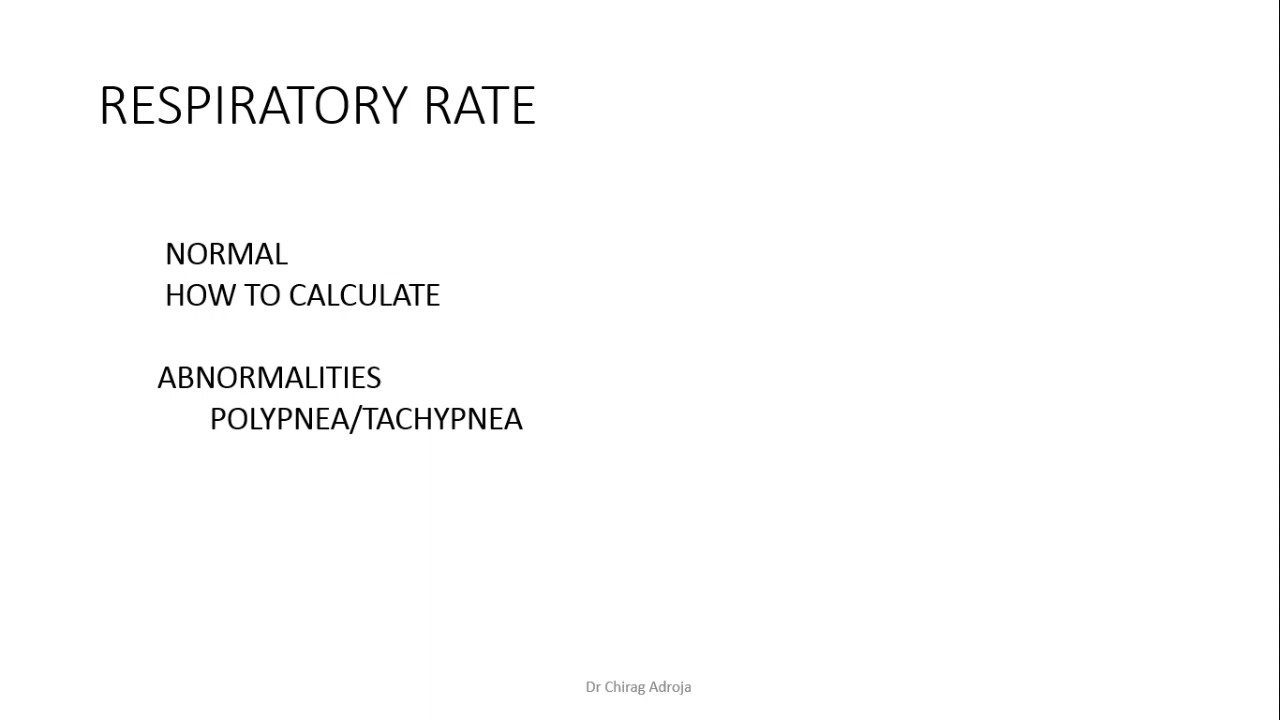 RESPIRATORY RATE
NORMAL
HOW TO CALCULATE
ABNORMALITIES
POLYPNEA/TACHYPNEA
Dr Chirag Adroja